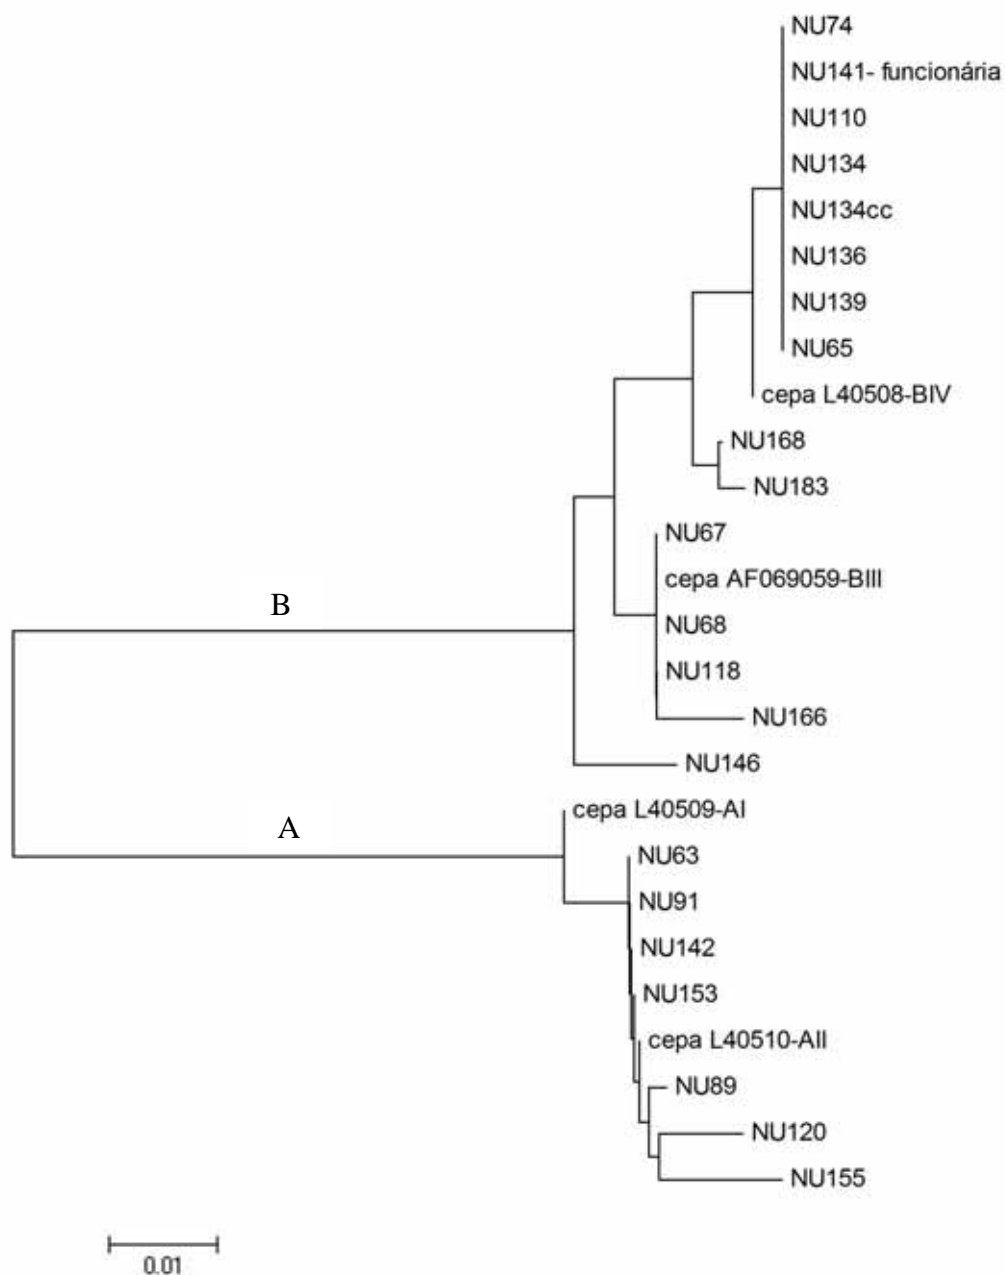 NU74
NU141- funcionária
NU110
NU134
NU134cc
NU136
NU139
NU65
cepa L40508-BIV
NU168
NU183
NU67
cepa AF069059-BIII
B
NU68
NU118
NU166
NU146
cepa L40509-AI
A
NU63
NU91
NU142
NU153
cepa L40510-AII
NU89
NU120
NU155
0.01